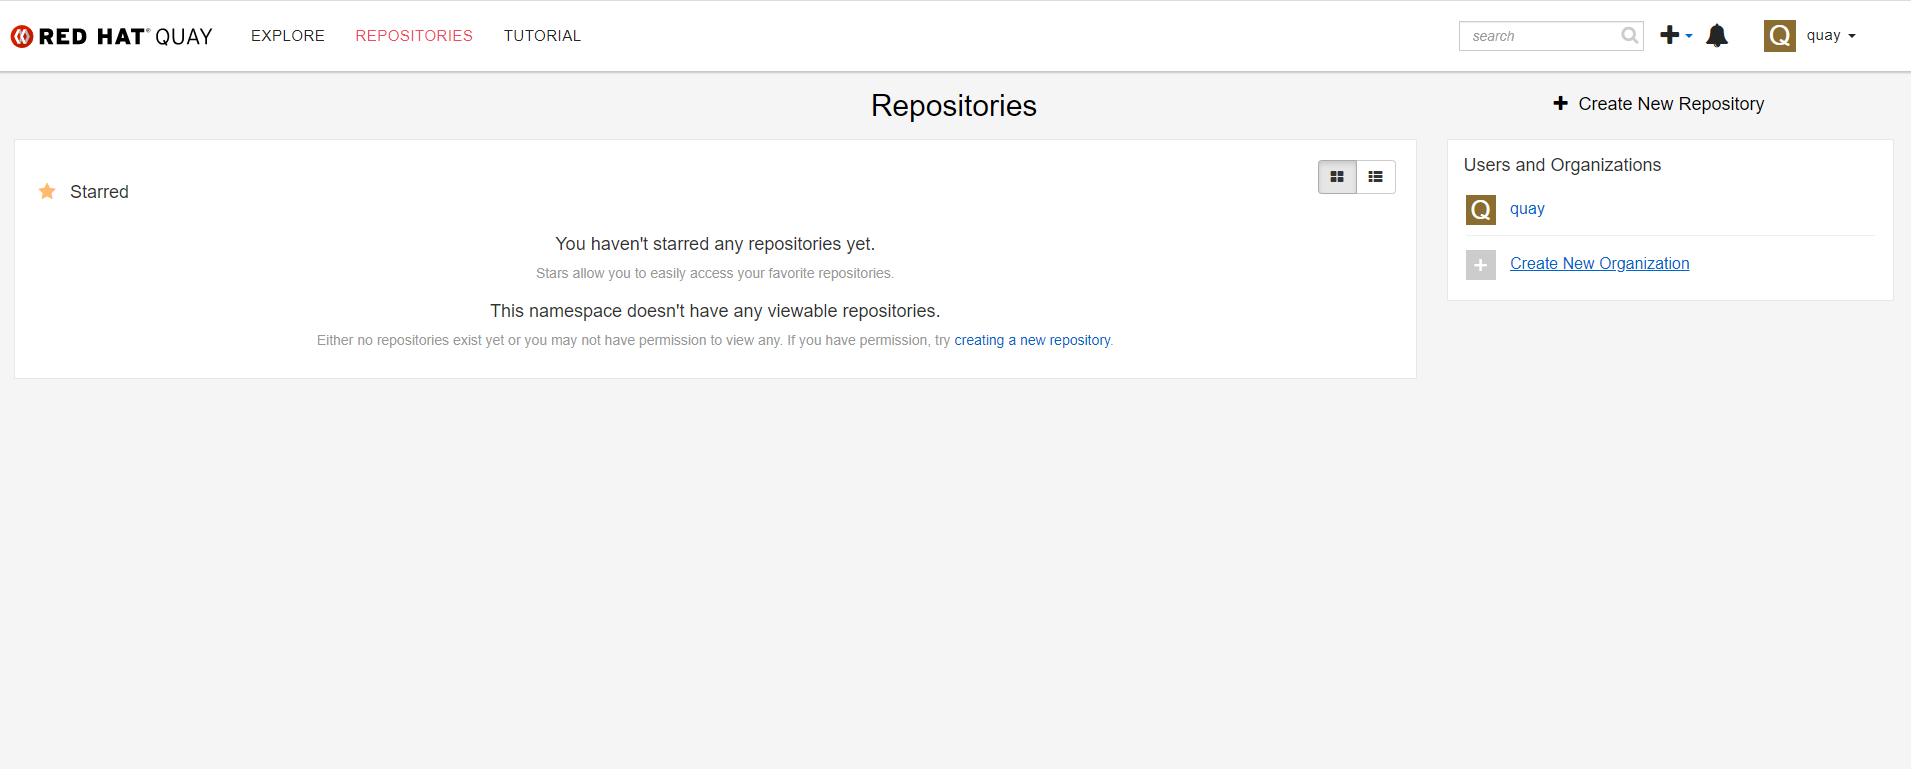 RED HAT® QUAY EXPLORE REPOSITORIES TUTORIAL search Q quay
Repositories
Create New Repository
Starred
You haven't starred any repositories yet.
Stars allow you to easily access your favorite repositories.
This namespace doesn't have any viewable repositories.
Either no repositories exist yet or you may not have permission to view any. If you have permission, try creating a new repository.
Users and Organizations
Q quay
Create New Organization